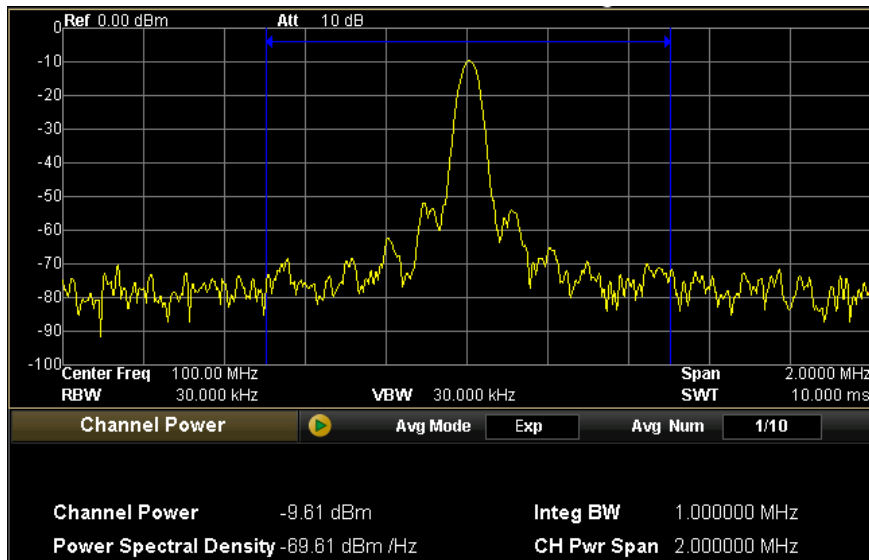 Ref 0.00 dBm Att 10 dB
0
-10
-20
-30
-40
-50
-60
-70
-80
-90
-100
Center Freq 100.00 MHz Span 2.0000 MHz
RBW 30.000 kHz VBW 30.000 kHz SWT 10.000 ms
Channel Power Avg Mode Exp Avg Num 1/10
Channel Power -9.61 dBm Integ BW 1.000000 MHz
Power Spectral Density -69.61 dBm /Hz CH Pwr Span 2.000000 MHz